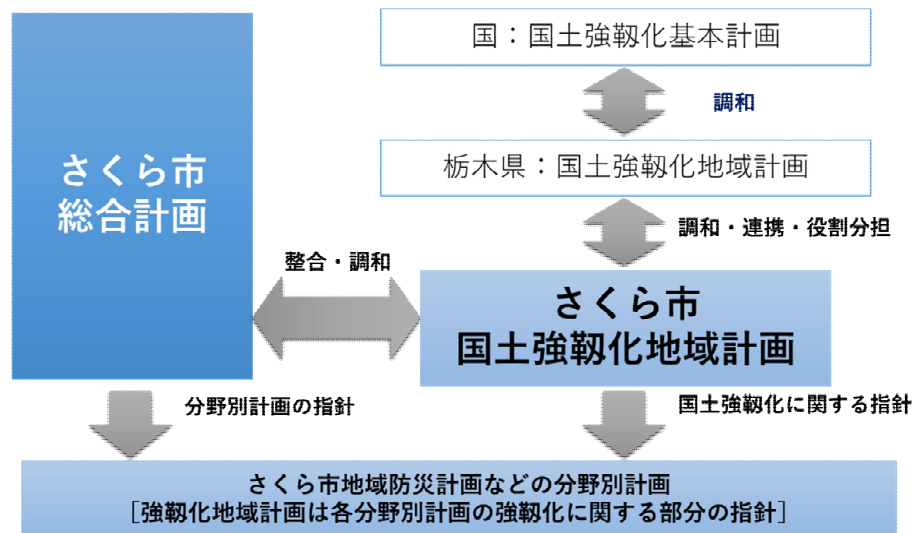 国：国土強靱化基本計画
調和
栃木県：国土強靱化地域計画
調和・連携・役割分担
さくら市
総合計画
整合・調和
さくら市
国土強靱化地域計画
分野別計画の指針
国土強靱化に関する指針
さくら市地域防災計画などの分野別計画
［強靱化地域計画は各分野別計画の強靱化に関する部分の指針］